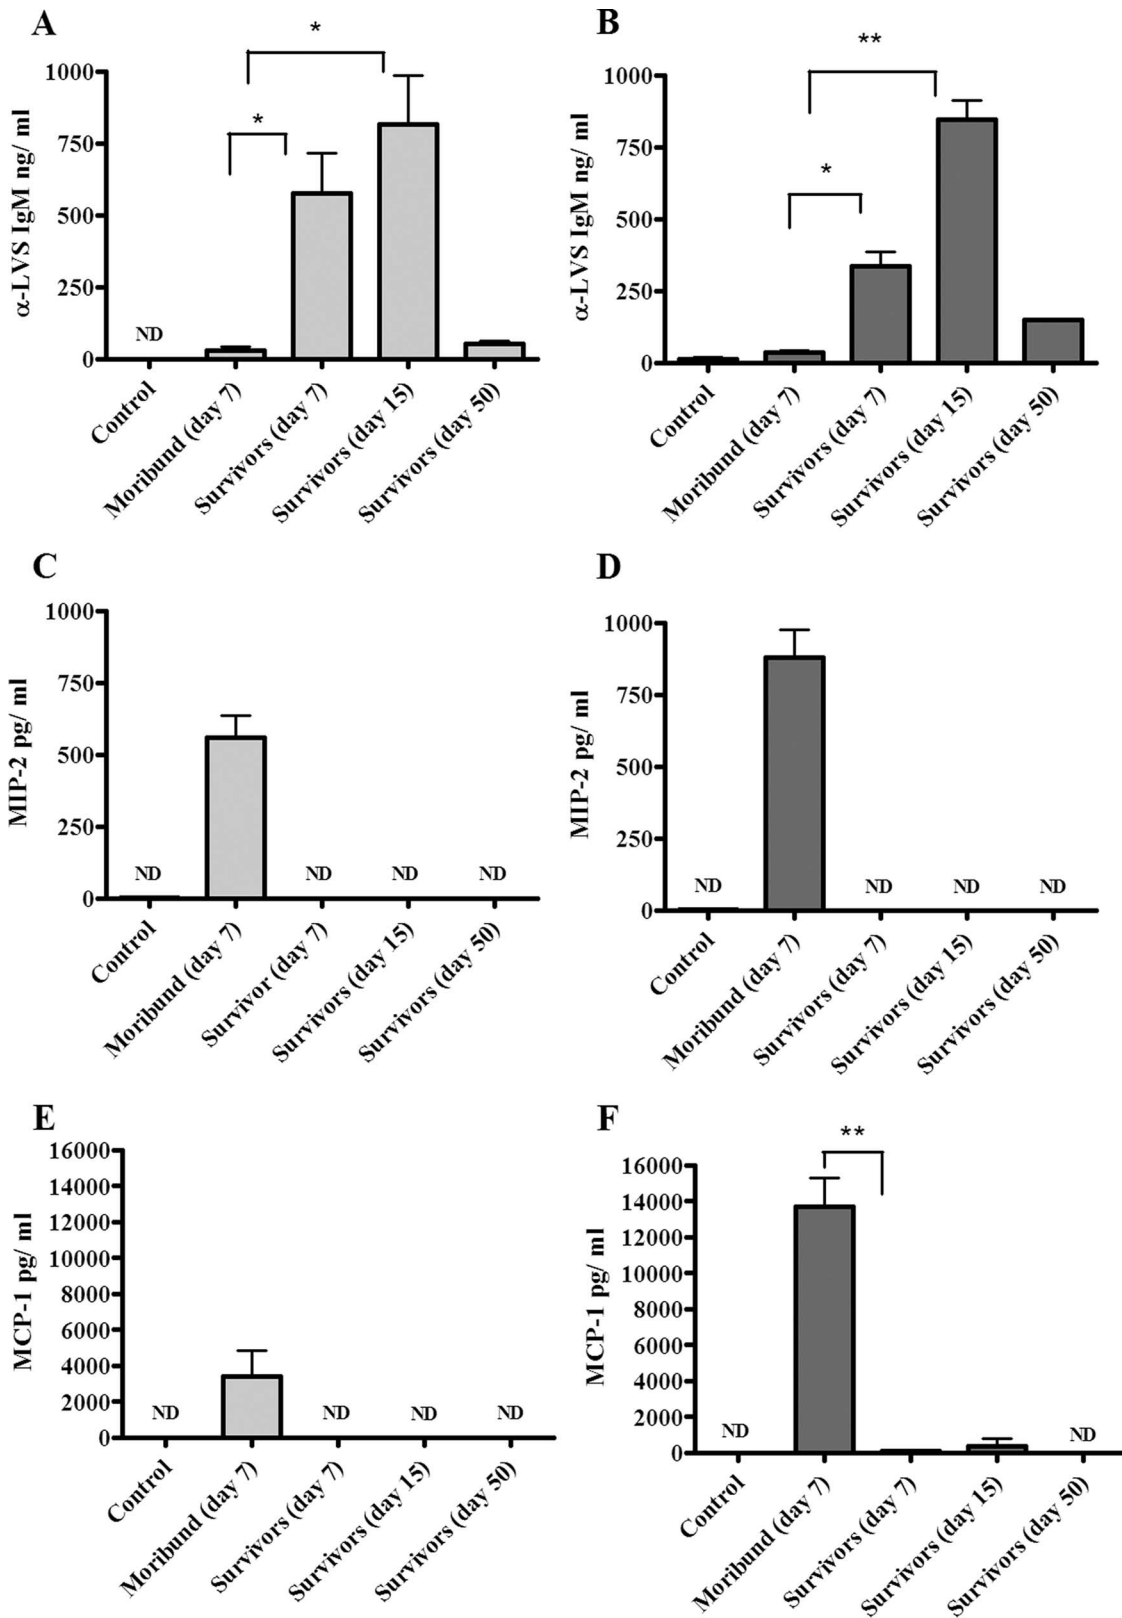 A
*
*
α-LVS IgM ng/ ml
1000
750
500
250
0
ND
Control
Moribund (day 7)
Survivors (day 7)
Survivors (day 15)
Survivors (day 50)
B
**
*
α-LVS IgM ng/ ml
1000
750
500
250
0
Control
Moribund (day 7)
Survivors (day 7)
Survivors (day 15)
Survivors (day 50)
C
MIP-2 pg/ ml
1000
750
500
250
0
ND
ND
ND
ND
Control
Moribund (day 7)
Survivor (day 7)
Survivors (day 15)
Survivors (day 50)
D
MIP-2 pg/ ml
1000
750
500
250
0
ND
ND
ND
ND
Control
Moribund (day 7)
Survivors (day 7)
Survivors (day 15)
Survivors (day 50)
E
MCP-1 pg/ ml
16000
14000
12000
10000
8000
6000
4000
2000
0
ND
ND
ND
ND
Control
Moribund (day 7)
Survivors (day 7)
Survivors (day 15)
Survivors (day 50)
F
**
MCP-1 pg/ ml
16000
14000
12000
10000
8000
6000
4000
2000
0
ND
ND
Control
Moribund (day 7)
Survivors (day 7)
Survivors (day 15)
Survivors (day 50)